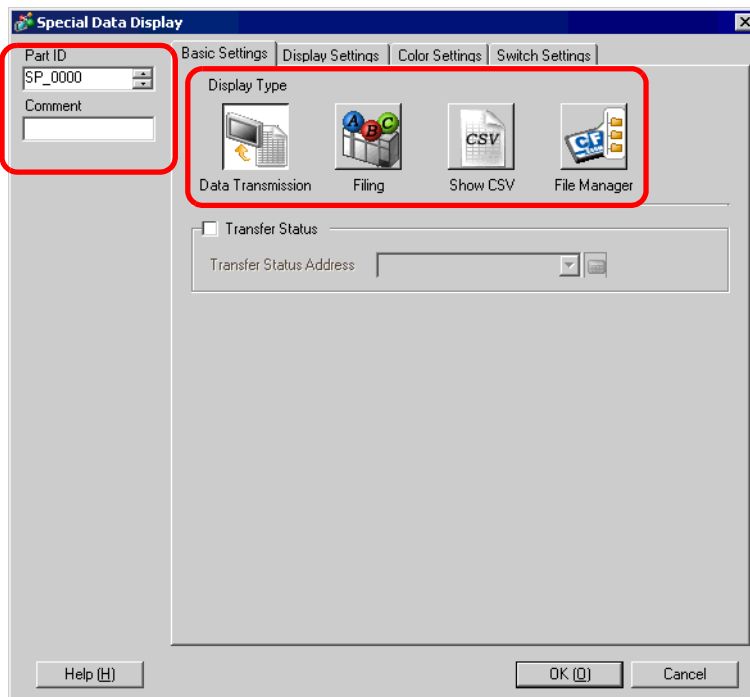 Special Data Display
Part ID
SP_0000
Comment
Basic Settings
Display Settings
Color Settings
Switch Settings
Display Type
A B C
CSV
CF
Data Transmission
Filing
Show CSV
File Manager
Transfer Status
Transfer Status Address
Help (H)
OK (O)
Cancel